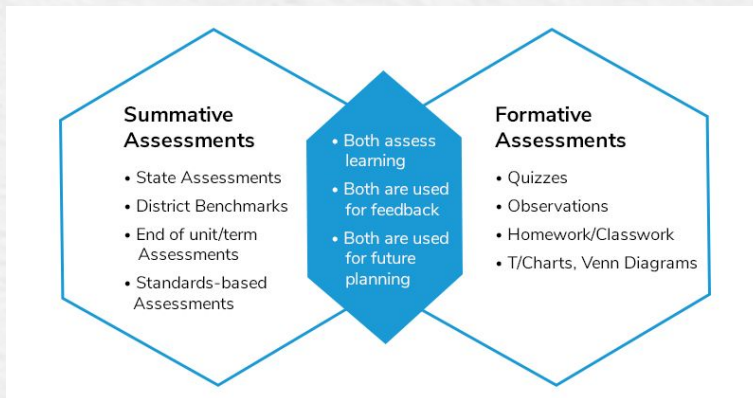 Summative
Assessments
• State Assessments
• District Benchmarks
• End of unit/term
Assessments
• Standards-based
Assessments
• Both assess
learning
• Both are used
for feedback
• Both are used
for future
planning
Formative
Assessments
• Quizzes
• Observations
• Homework/Classwork
• T/Charts, Venn Diagrams